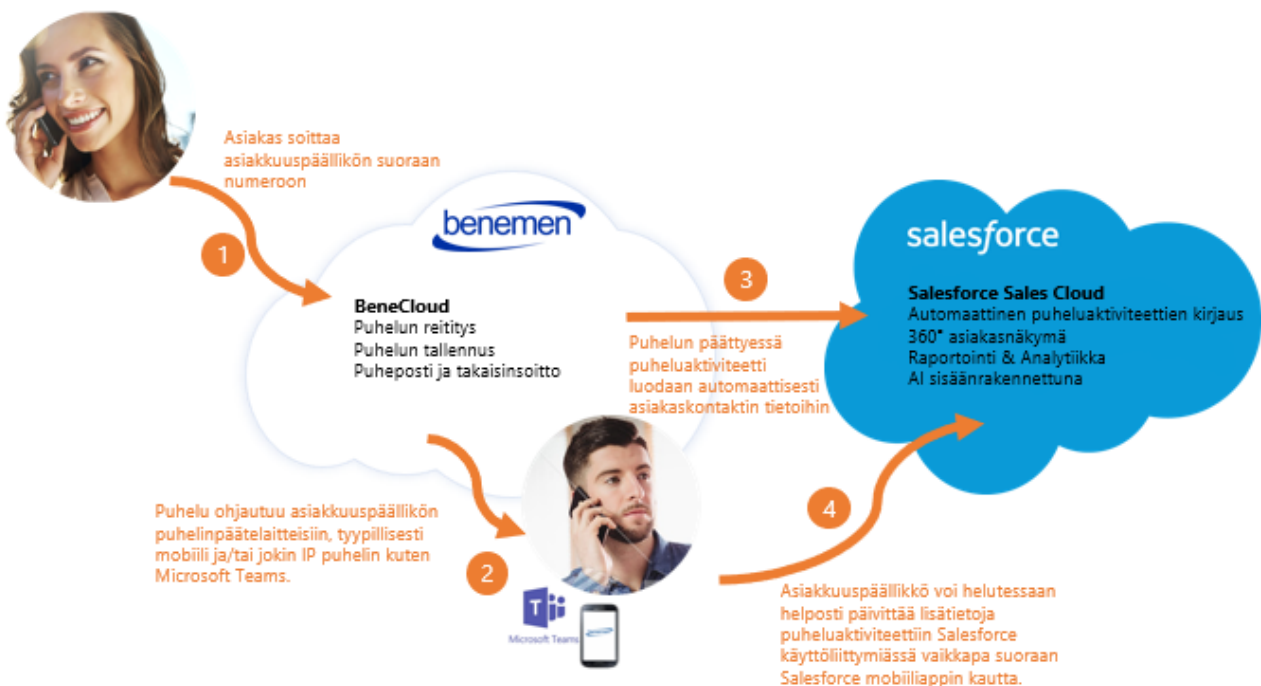 Asiakas soittaa
asiakkuuspäällikön suoraan
numeroon
1
benemen
BeneCloud
Puhelun reititys
Puhelun tallennus
Puheposti ja takaisinsoitto
3
Puhelun päättyessä
puheluaktiviteetti
luodaan automaattisesti
asiakaskontaktin tietoihin
salesforce
Salesforce Sales Cloud
Automaattinen puheluaktiviteettien kirjaus
360° asiakasnäkymä
Raportointi & Analytiikka
AI sisäänrakennettuna
Puhelu ohjautuu asiakkuuspäällikön
puhelinpäätelaitteisiin, tyypillisesti
mobiili ja/tai jokin IP puhelin kuten
Microsoft Teams.
2
T
Microsoft Teams
4
Asiakkuuspäällikkö voi helutessaan
helposti päivittää lisätietoja
puheluaktiviteettiin Salesforce
käyttöliittymiässä vaikkapa suoraan
Salesforce mobiiliappin kautta.